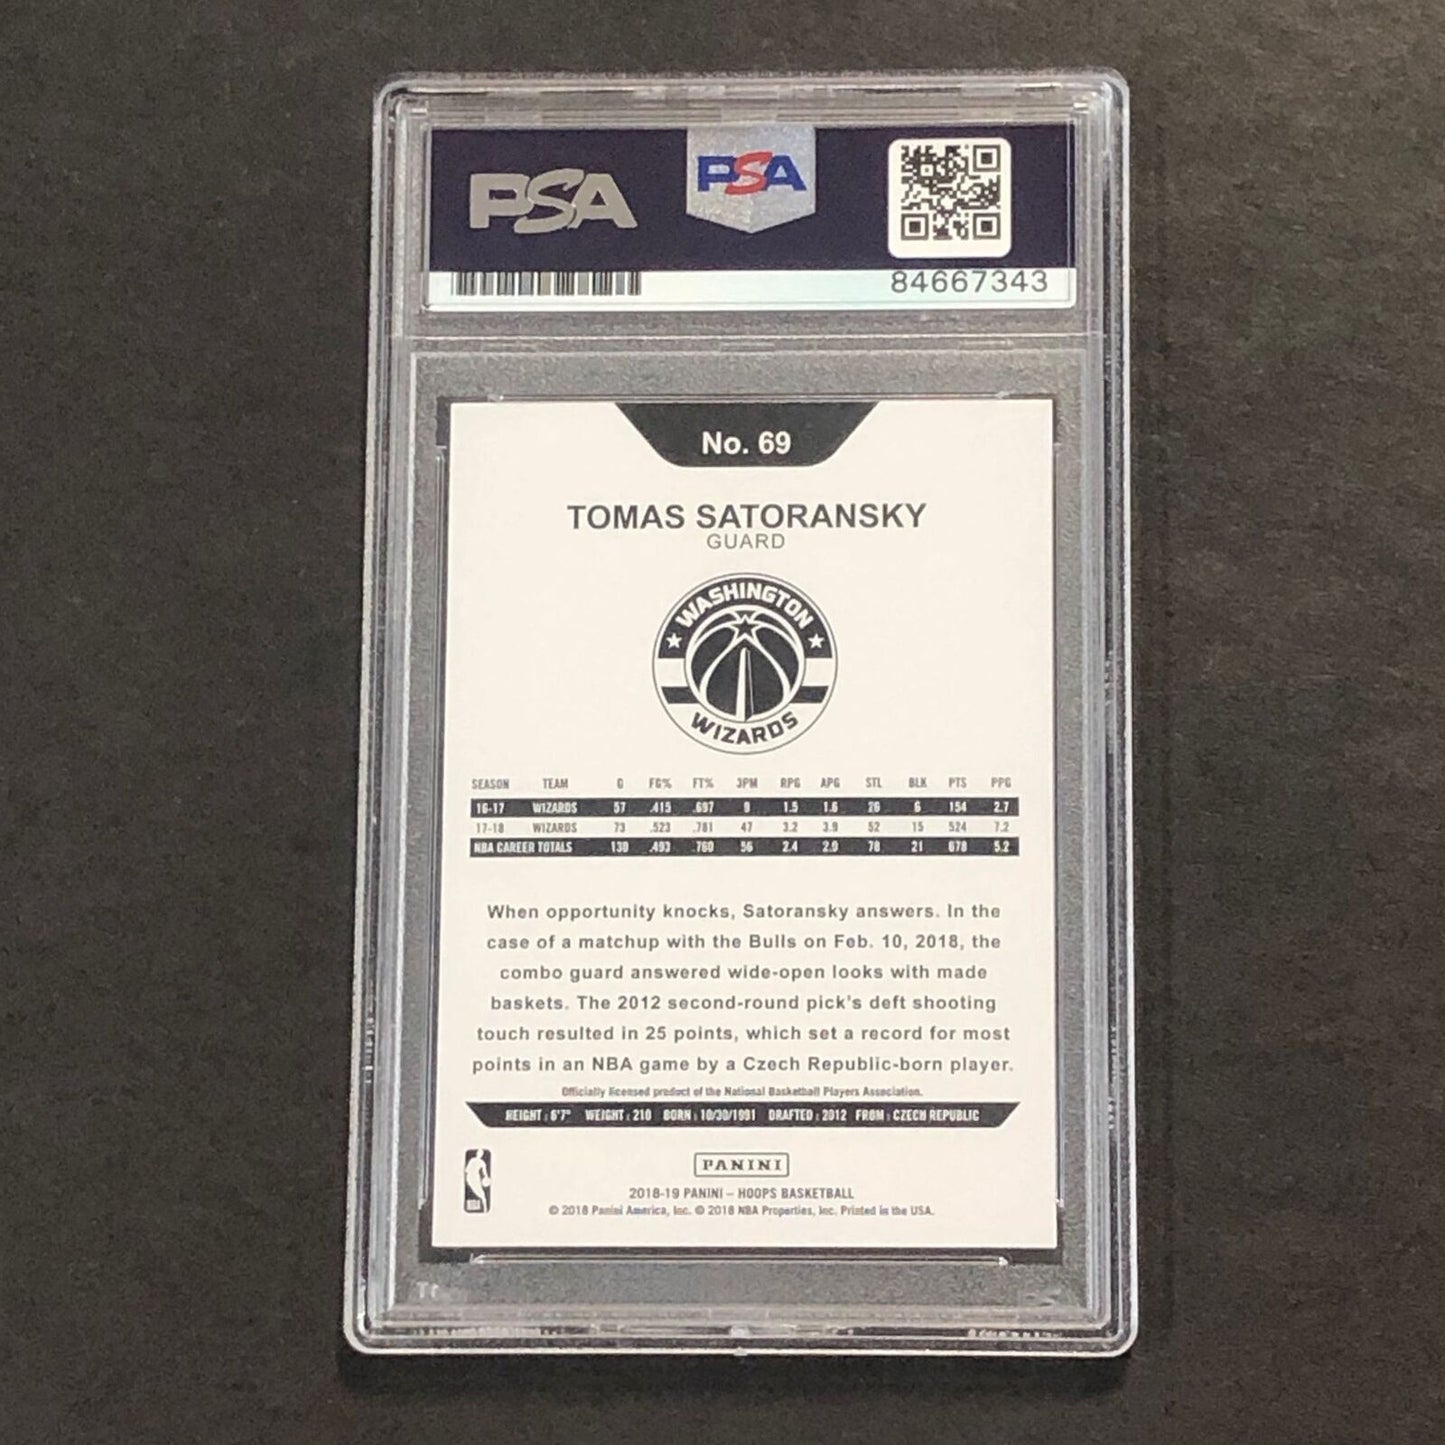 PSA
PSA
84667343
No. 69
TOMAS SATORANSKY
GUARD
WASHINGTON
WIZARDS
SEASON TEAM G FG% FT% 3PM RPG APG STL BLK PTS PPG
16-17 WIZARDS 57 .415 .697 9 1.5 1.6 26 6 154 2.7
17-18 WIZARDS 73 .523 .781 47 3.2 3.9 52 15 524 7.2
NBA CAREER TOTALS 130 .493 .760 56 2.4 2.9 78 21 678 5.2
When opportunity knocks, Satoransky answers. In the
case of a matchup with the Bulls on Feb. 10, 2018, the
combo guard answered wide-open looks with made
baskets. The 2012 second-round pick's deft shooting
touch resulted in 25 points, which set a record for most
points in an NBA game by a Czech Republic-born player.
Officially licensed product of the National Basketball Players Association.
HEIGHT : 6'7" WEIGHT : 210 BORN : 10/30/1991 DRAFTED : 2012 FROM : CZECH REPUBLIC
PANINI
NBA
2018-19 PANINI – HOOPS BASKETBALL
© 2018 Panini America, Inc. © 2018 NBA Properties, Inc. Printed in the USA.